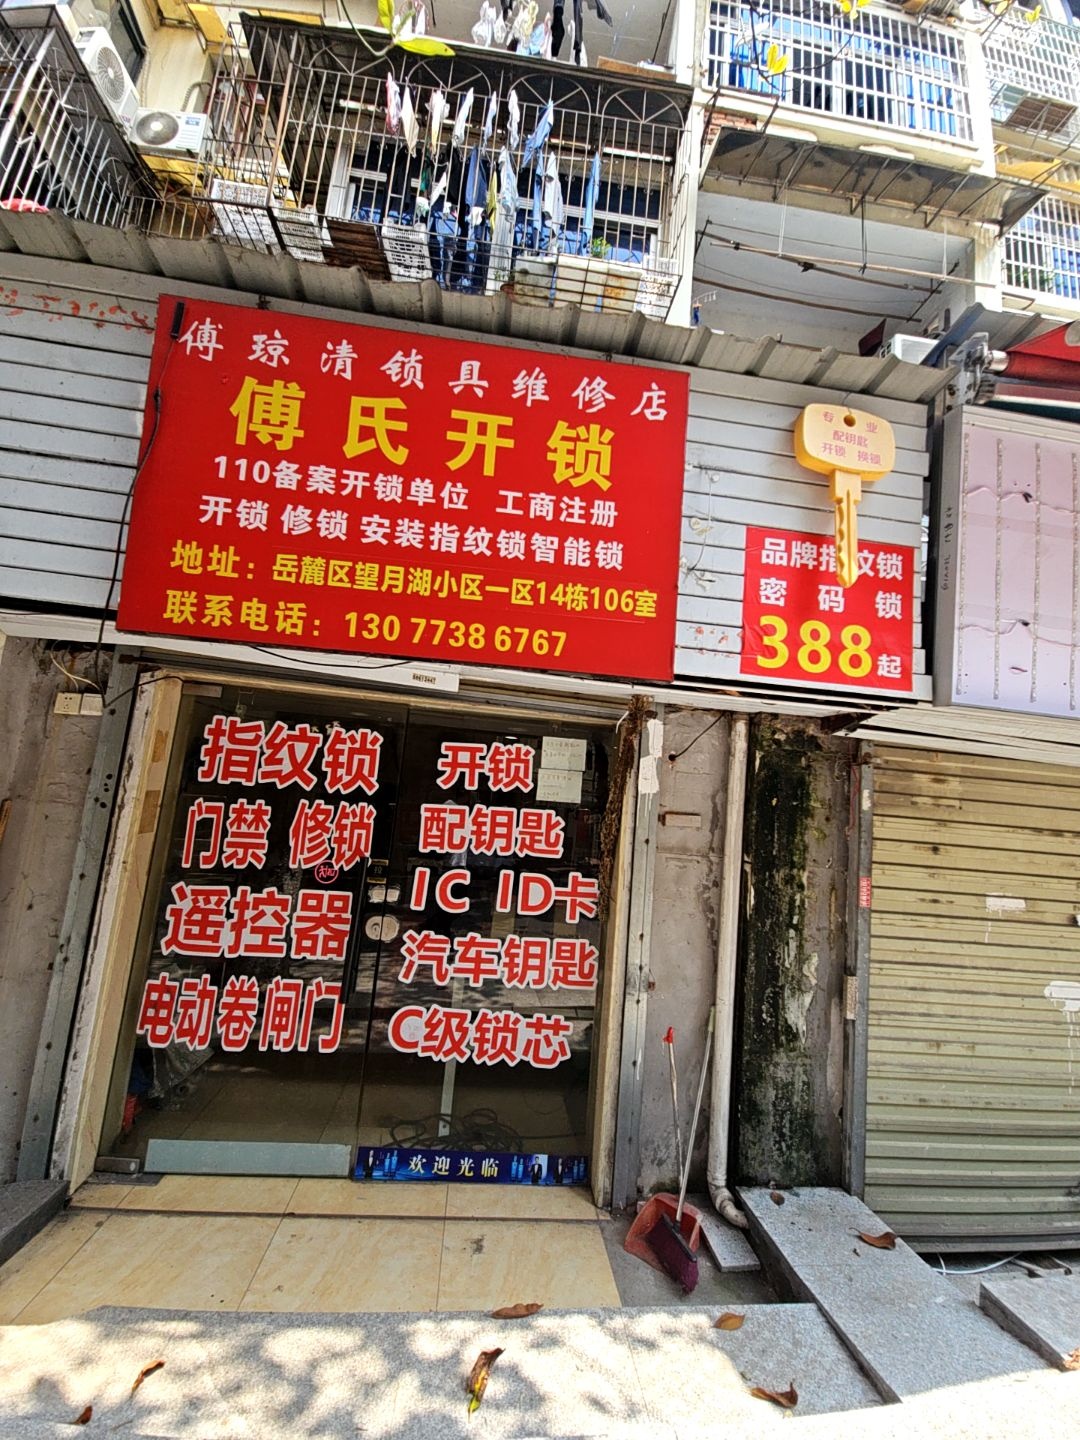 傅琼清锁具维修店
傅氏开锁
110备案开锁单位 工商注册
开锁 修锁 安装指纹锁智能锁
地址：岳麓区望月湖小区一区14栋106室
联系电话：130 7738 6767
专业
配钥匙
开锁 换锁
品牌指纹锁
密码锁
388起
指纹锁
门禁 修锁
遥控器
电动卷闸门
开锁
配钥匙
IC ID卡
汽车钥匙
C级锁芯
欢迎光临